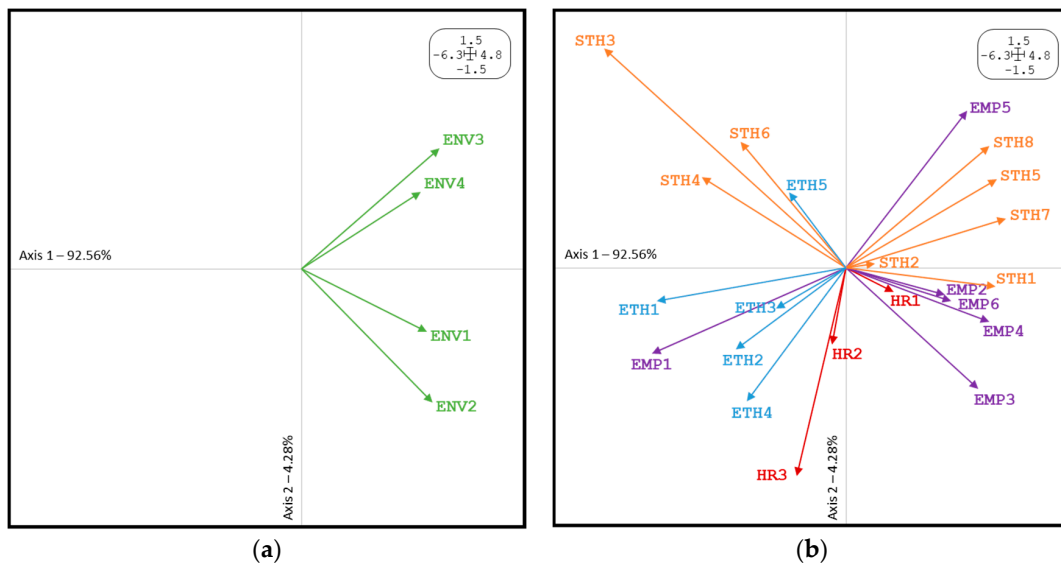 1.5
-6.3 4.8
-1.5
ENV3
ENV4
Axis 1 – 92.56%
ENV1
ENV2
Axis 2 – 4.28%
(a)
1.5
-6.3 4.8
-1.5
STH3
EMP5
STH6
STH8
STH4
ETH5
STH5
STH7
Axis 1 – 92.56%
STH2
STH1
ETH1
ETH3
HR1
EMP2
EMP6
EMP4
HR2
ETH2
EMP1
EMP3
ETH4
HR3
Axis 2 – 4.28%
(b)